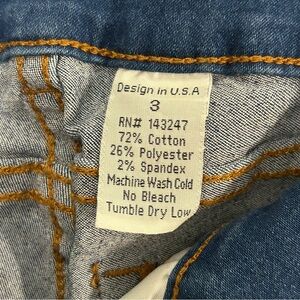 Design in U.S.A
3
RN# 143247
72% Cotton
26% Polyester
2% Spandex
Machine Wash Cold
No Bleach
Tumble Dry Low